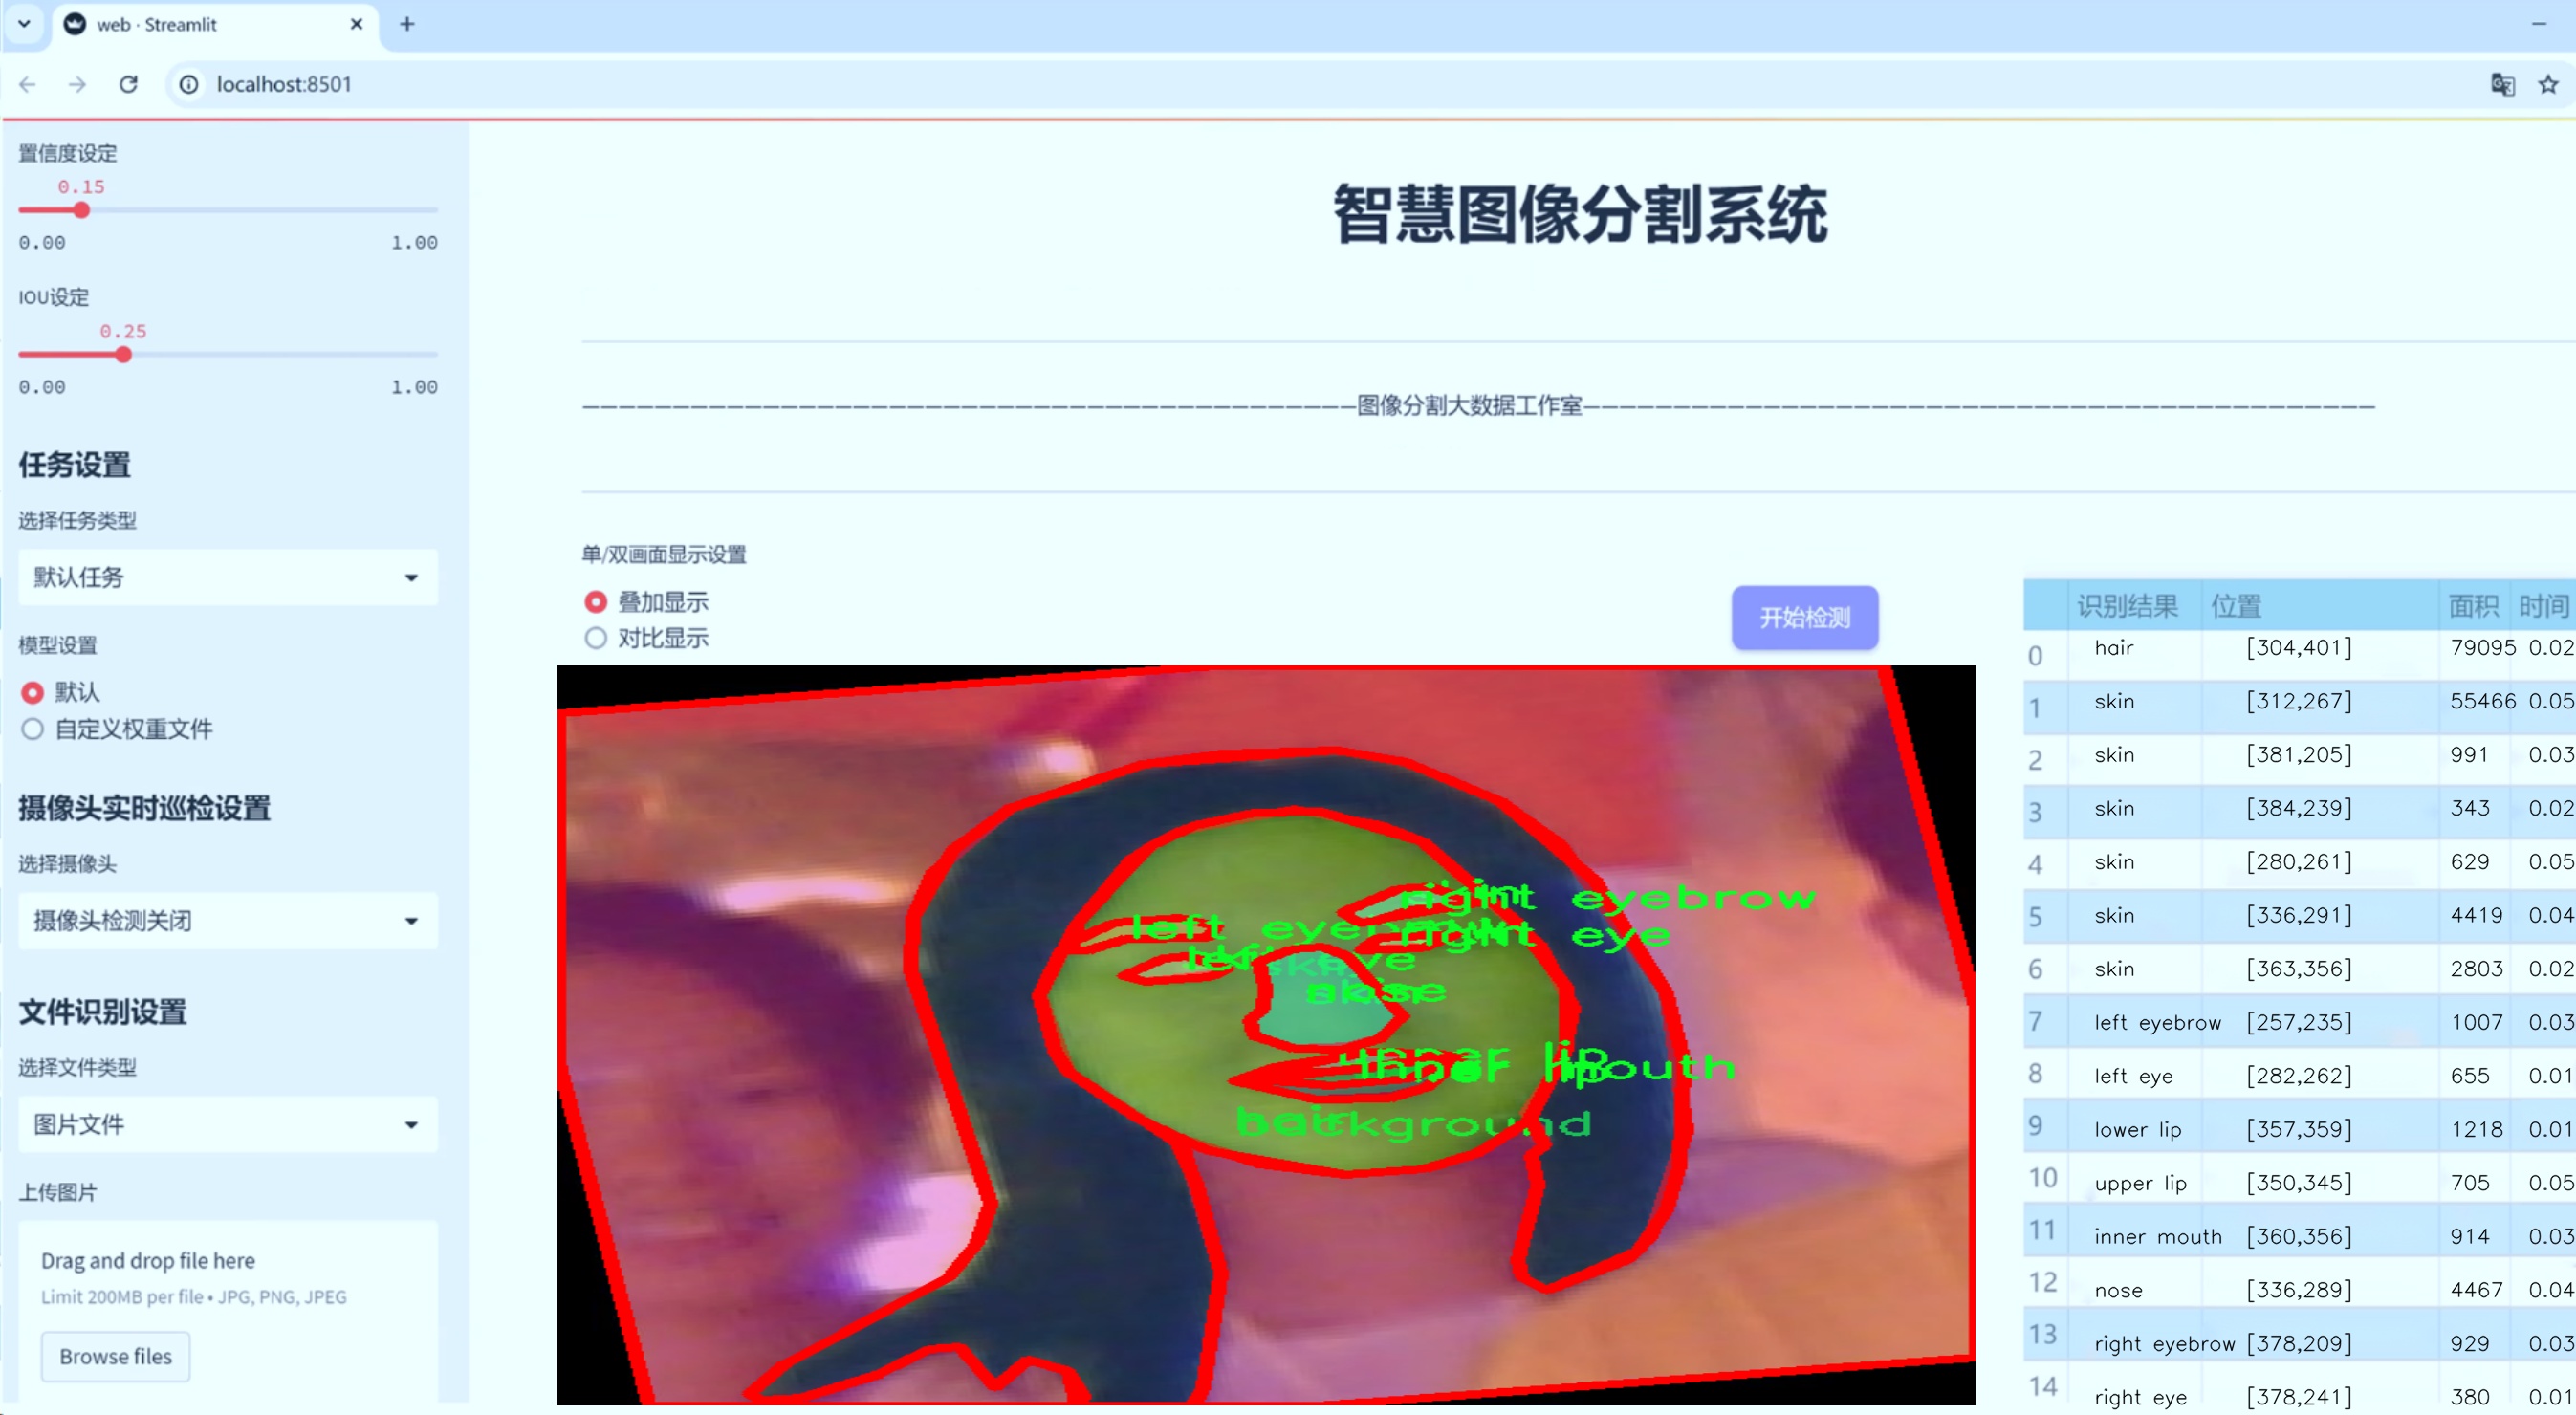 web · Streamlit
localhost:8501
置信度设定
0.15
0.00 1.00
IOU设定
0.25
0.00 1.00
任务设置
选择任务类型
默认任务
模型设置
默认
自定义权重文件
摄像头实时巡检设置
选择摄像头
摄像头检测关闭
文件识别设置
选择文件类型
图片文件
上传图片
Drag and drop file here
Limit 200MB per file • JPG, PNG, JPEG
Browse files
智慧图像分割系统
图像分割大数据工作室
单/双画面显示设置
叠加显示
对比显示
开始检测
right eyebrow
right eye
left eye
nose
inner lip
mouth
background
识别结果 位置 面积 时间
0 hair [304,401] 79095 0.02
1 skin [312,267] 55466 0.05
2 skin [381,205] 991 0.03
3 skin [384,239] 343 0.02
4 skin [280,261] 629 0.05
5 skin [336,291] 4419 0.04
6 skin [363,356] 2803 0.02
7 left eyebrow [257,235] 1007 0.03
8 left eye [282,262] 655 0.01
9 lower lip [357,359] 1218 0.01
10 upper lip [350,345] 705 0.05
11 inner mouth [360,356] 914 0.03
12 nose [336,289] 4467 0.04
13 right eyebrow [378,209] 929 0.03
14 right eye [378,241] 380 0.01